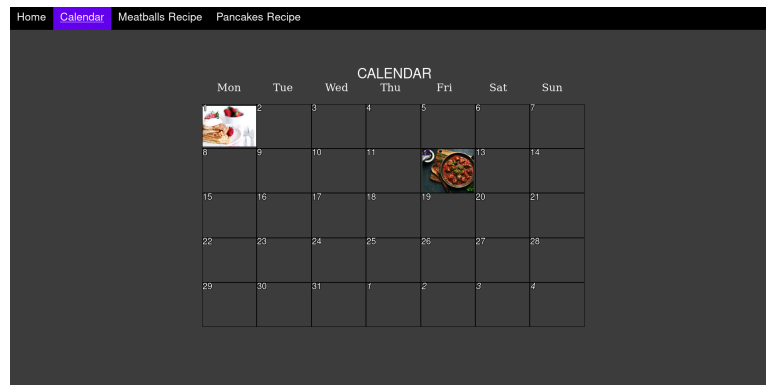 Home Calendar Meatballs Recipe Pancakes Recipe
CALENDAR
Mon Tue Wed Thu Fri Sat Sun
1 2 3 4 5 6 7
8 9 10 11 13 14
15 16 17 18 19 20 21
22 23 24 25 26 27 28
29 30 31 1 2 3 4